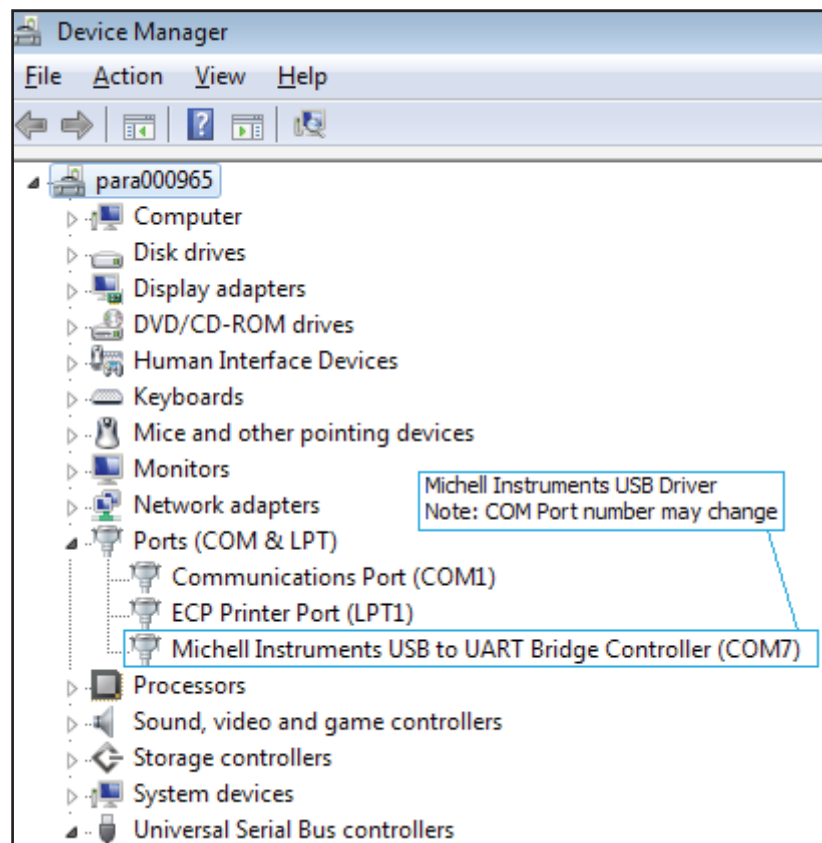 Device Manager
File Action View Help
para000965
Computer
Disk drives
Display adapters
DVD/CD-ROM drives
Human Interface Devices
Keyboards
Mice and other pointing devices
Monitors
Michell Instruments USB Driver
Note: COM Port number may change
Network adapters
Ports (COM & LPT)
Communications Port (COM1)
ECP Printer Port (LPT1)
Michell Instruments USB to UART Bridge Controller (COM7)
Processors
Sound, video and game controllers
Storage controllers
System devices
Universal Serial Bus controllers